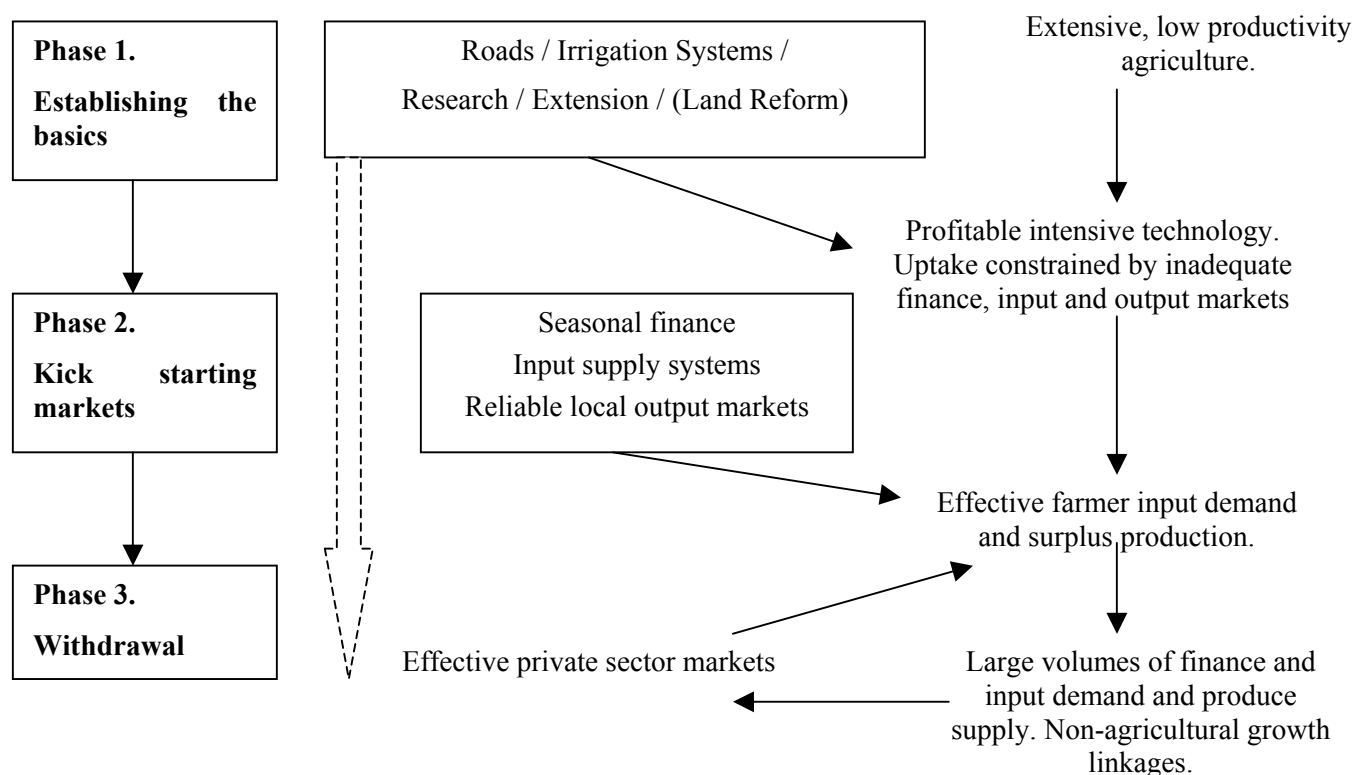 Phase 1.
Establishing the
basics
Roads / Irrigation Systems /
Research / Extension / (Land Reform)
Extensive, low productivity
agriculture.
Profitable intensive technology.
Uptake constrained by inadequate
finance, input and output markets
Phase 2.
Kick starting
markets
Seasonal finance
Input supply systems
Reliable local output markets
Effective farmer input demand
and surplus production.
Phase 3.
Withdrawal
Effective private sector markets
Large volumes of finance and
input demand and produce
supply. Non-agricultural growth
linkages.